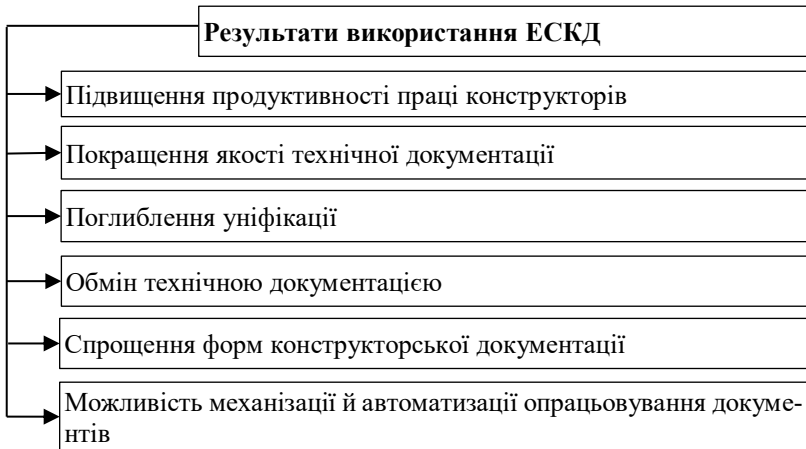 Результати використання ЕСКД
Підвищення продуктивності праці конструкторів
Покращення якості технічної документації
Поглиблення уніфікації
Обмін технічною документацією
Спрощення форм конструкторської документації
Можливість механізації й автоматизації опрацьовування докуме-
нтів